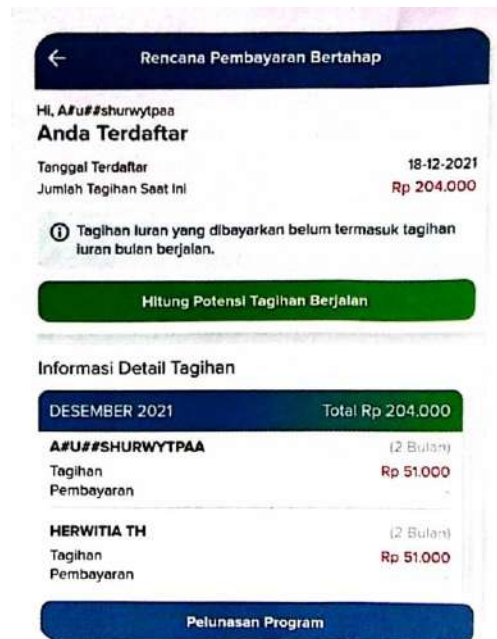 Rencana Pembayaran Bertahap
Hi, A#u##shurwytpaa
Anda Terdaftar
Tanggal Terdaftar 18-12-2021
Jumlah Tagihan Saat Ini Rp 204.000
Tagihan Iuran yang dibayarkan belum termasuk tagihan
iuran bulan berjalan.
Hitung Potensi Tagihan Berjalan
Informasi Detail Tagihan
DESEMBER 2021 Total Rp 204.000
A#U##SHURWYTPAA (2 Bulan)
Tagihan Rp 51.000
Pembayaran -
HERWITIA TH (2 Bulan)
Tagihan Rp 51.000
Pembayaran -
Pelunasan Program